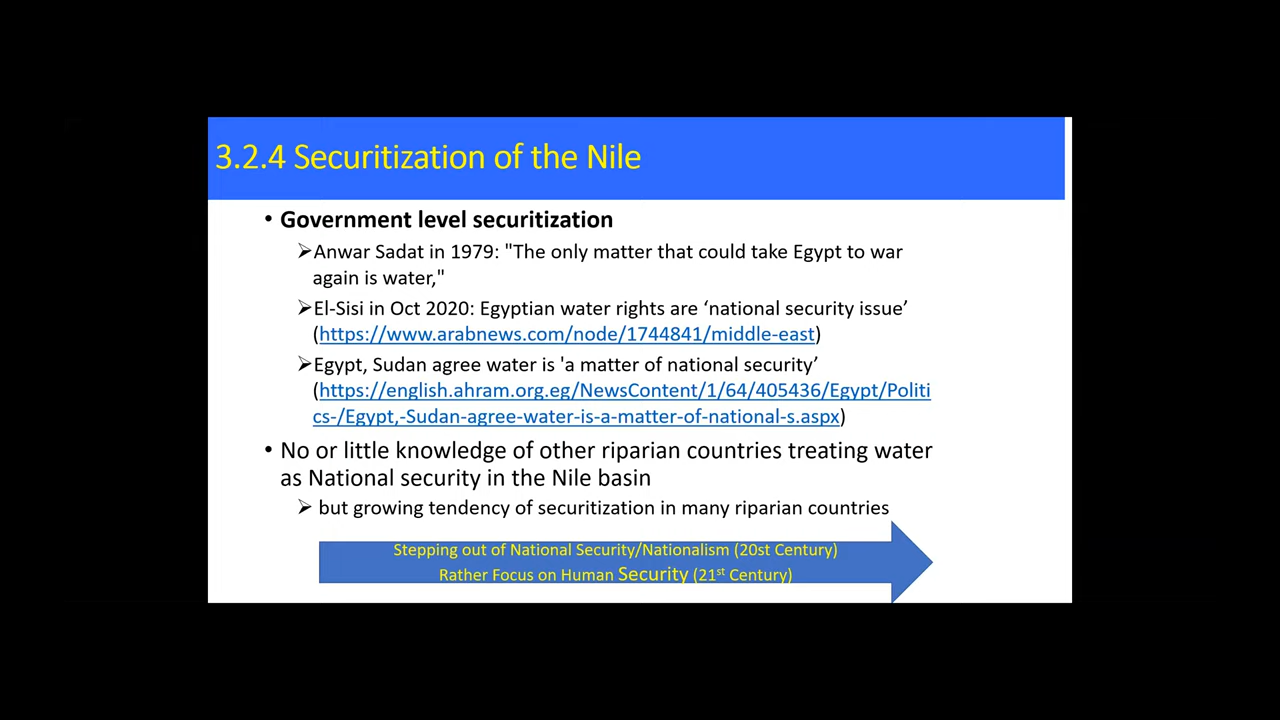 3.2.4 Securitization of the Nile
• Government level securitization
➢Anwar Sadat in 1979: "The only matter that could take Egypt to war
again is water,"
➢El-Sisi in Oct 2020: Egyptian water rights are ‘national security issue’
(https://www.arabnews.com/node/1744841/middle-east)
➢Egypt, Sudan agree water is 'a matter of national security’
(https://english.ahram.org.eg/NewsContent/1/64/405436/Egypt/Politi
cs-/Egypt,-Sudan-agree-water-is-a-matter-of-national-s.aspx)
• No or little knowledge of other riparian countries treating water
as National security in the Nile basin
➢ but growing tendency of securitization in many riparian countries
Stepping out of National Security/Nationalism (20st Century)
Rather Focus on Human Security (21st Century)